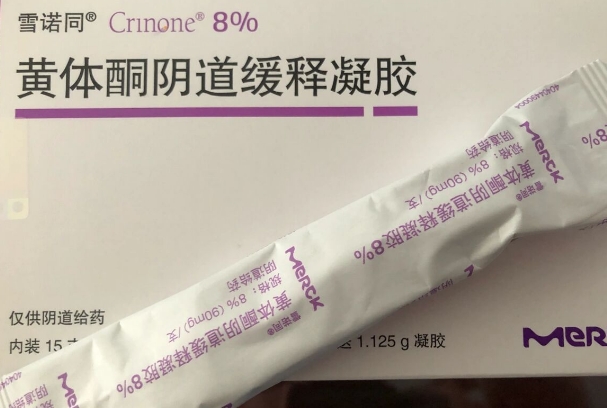 雪诺同® Crinone® 8%
黄体酮阴道缓释凝胶
仅供阴道给药
内装 15
1.125 g 凝胶
MERCK
雪诺同®
黄体酮阴道缓释凝胶8%
规格：8% (90mg)/支
阴道给药
MERCK
雪诺同®
黄体酮阴道缓释凝胶8%
规格：8% (90mg)/支
阴道给药
MERCK